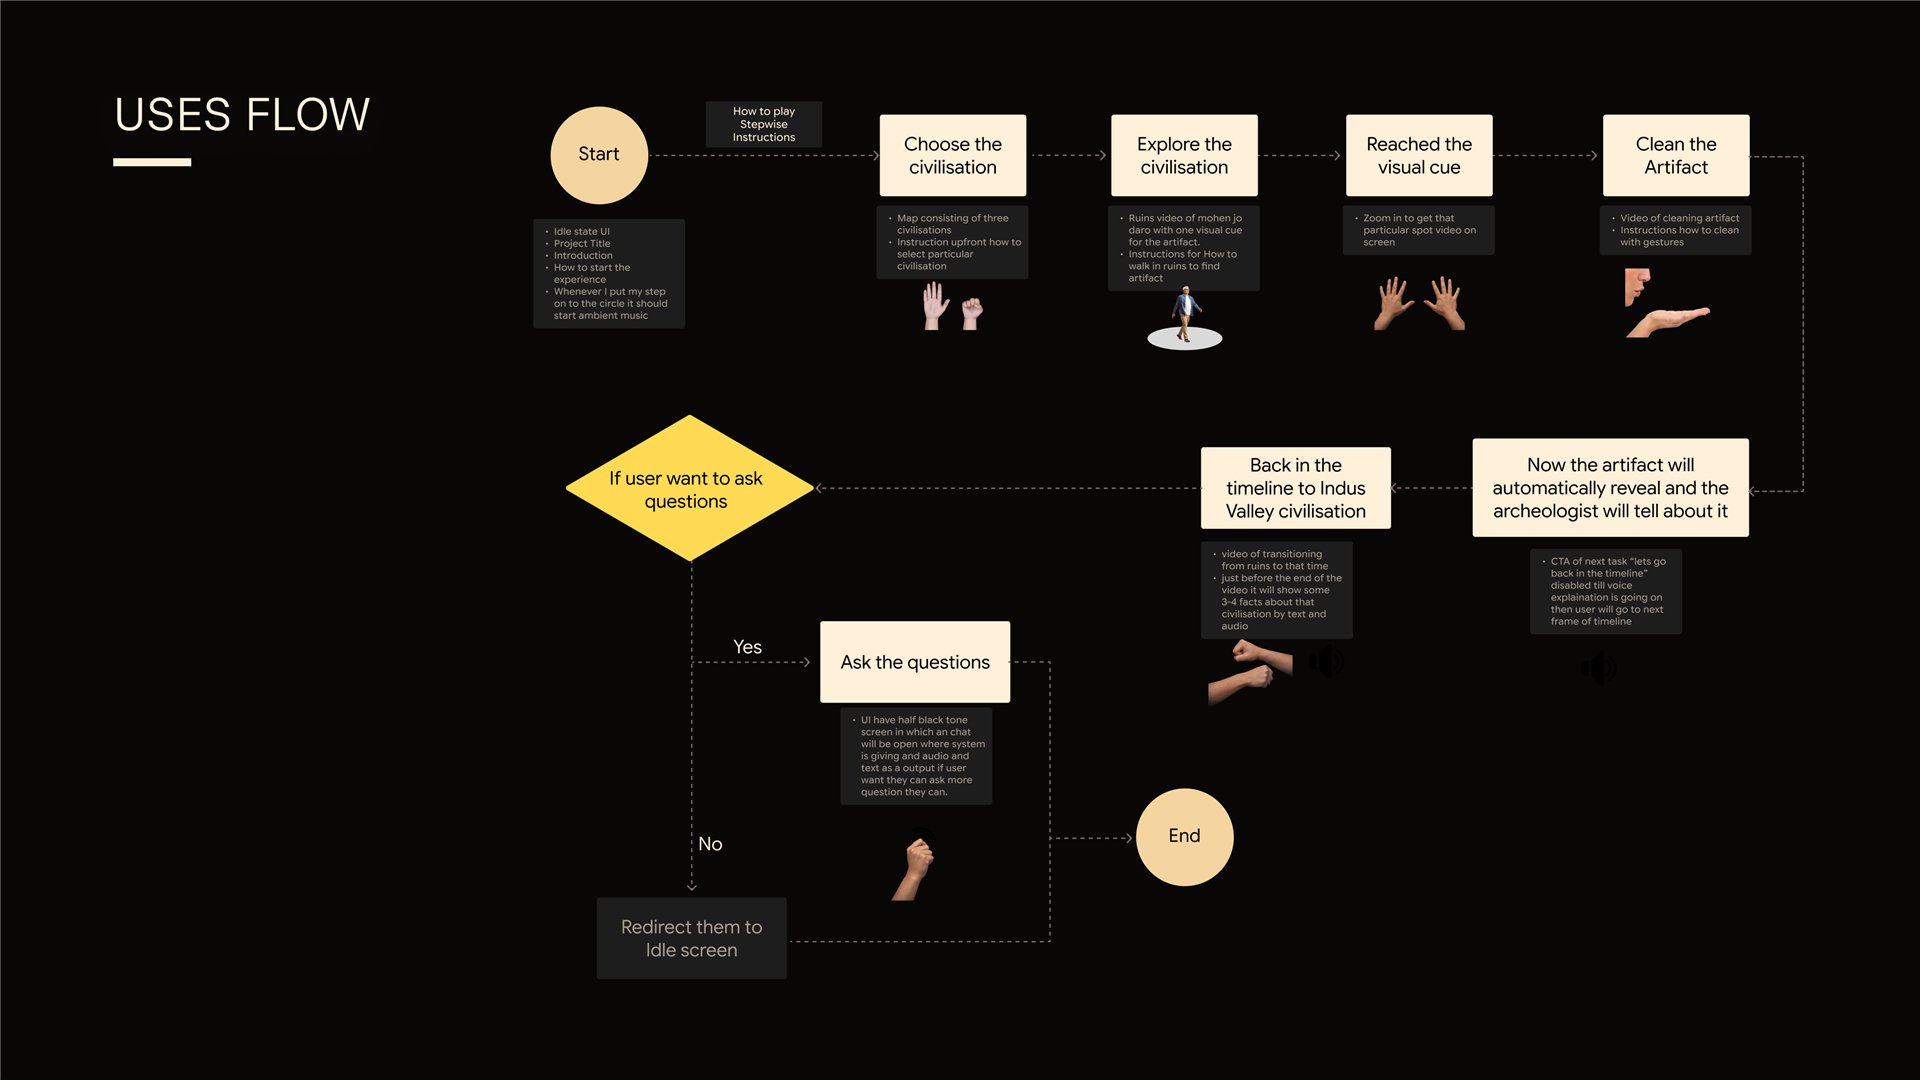 USES FLOW
Start
• Idle state UI
• Project Title
• Introduction
• How to start the
experience
• Whenever I put my step
on to the circle it should
start ambient music
How to play
Stepwise
Instructions
Choose the
civilisation
• Map consisting of three
civilisations
• Instruction upfront how to
select particular
civilisation
Explore the
civilisation
• Ruins video of mohen jo
daro with one visual cue
for the artifact.
• Instructions for How to
walk in ruins to find
artifact
Reached the
visual cue
• Zoom in to get that
particular spot video on
screen
Clean the
Artifact
• Video of cleaning artifact
• Instructions how to clean
with gestures
Now the artifact will
automatically reveal and the
archeologist will tell about it
• CTA of next task “lets go
back in the timeline”
disabled till voice
explaination is going on
then user will go to next
frame of timeline
Back in the
timeline to Indus
Valley civilisation
• video of transitioning
from ruins to that time
• just before the end of the
video it will show some
3-4 facts about that
civilisation by text and
audio
If user want to ask
questions
Yes
Ask the questions
• UI have half black tone
screen in which an chat
will be open where system
is giving and audio and
text as a output if user
want they can ask more
question they can.
No
Redirect them to
Idle screen
End